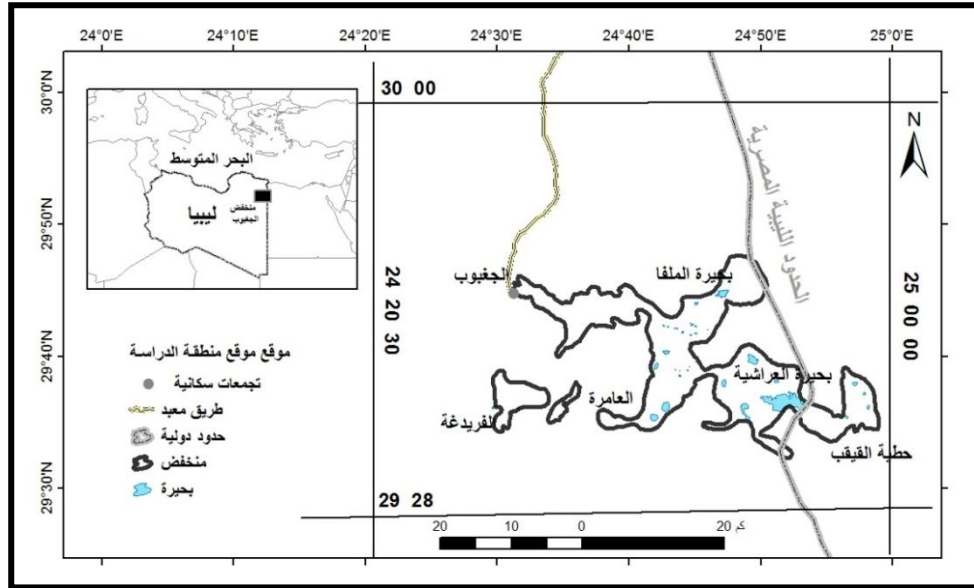 24°0'E 24°10'E 24°20'E 24°30'E 24°40'E 24°50'E 25°0'E
30°0'N
29°50'N
29°40'N
29°30'N
30 00
24 20 30
25 00 00
29 28
N
البحر المتوسط
ليبيا
منخفض
الجغبوب
الحدود الليبية المصرية
الجغبوب
بحيرة الملفا
بحيرة العراشية
العامرة
الفريدغة
حطية القيقب
موقع موقع منطقة الدراسة
تجمعات سكانية
طريق معبد
حدود دولية
منخفض
بحيرة
20 10 0 20 كم